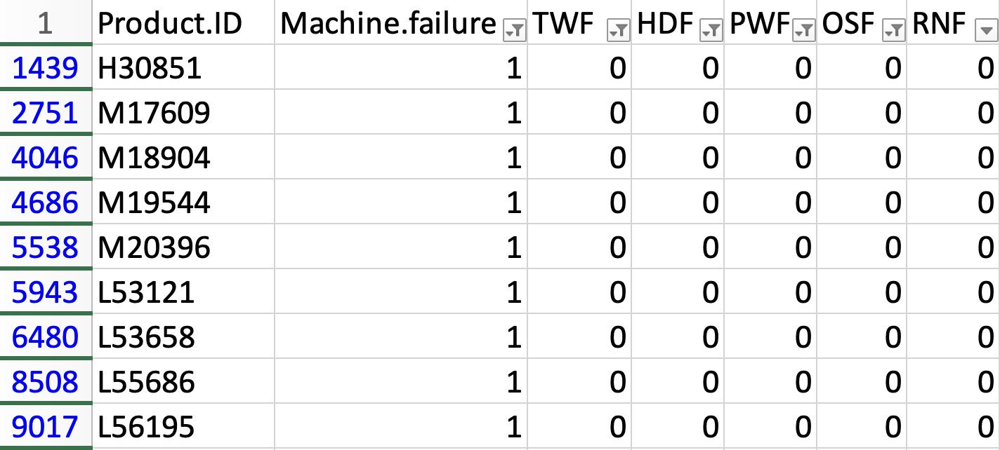 1 Product.ID Machine.failure TWF HDF PWF OSF RNF
1439 H30851 1 0 0 0 0 0
2751 M17609 1 0 0 0 0 0
4046 M18904 1 0 0 0 0 0
4686 M19544 1 0 0 0 0 0
5538 M20396 1 0 0 0 0 0
5943 L53121 1 0 0 0 0 0
6480 L53658 1 0 0 0 0 0
8508 L55686 1 0 0 0 0 0
9017 L56195 1 0 0 0 0 0